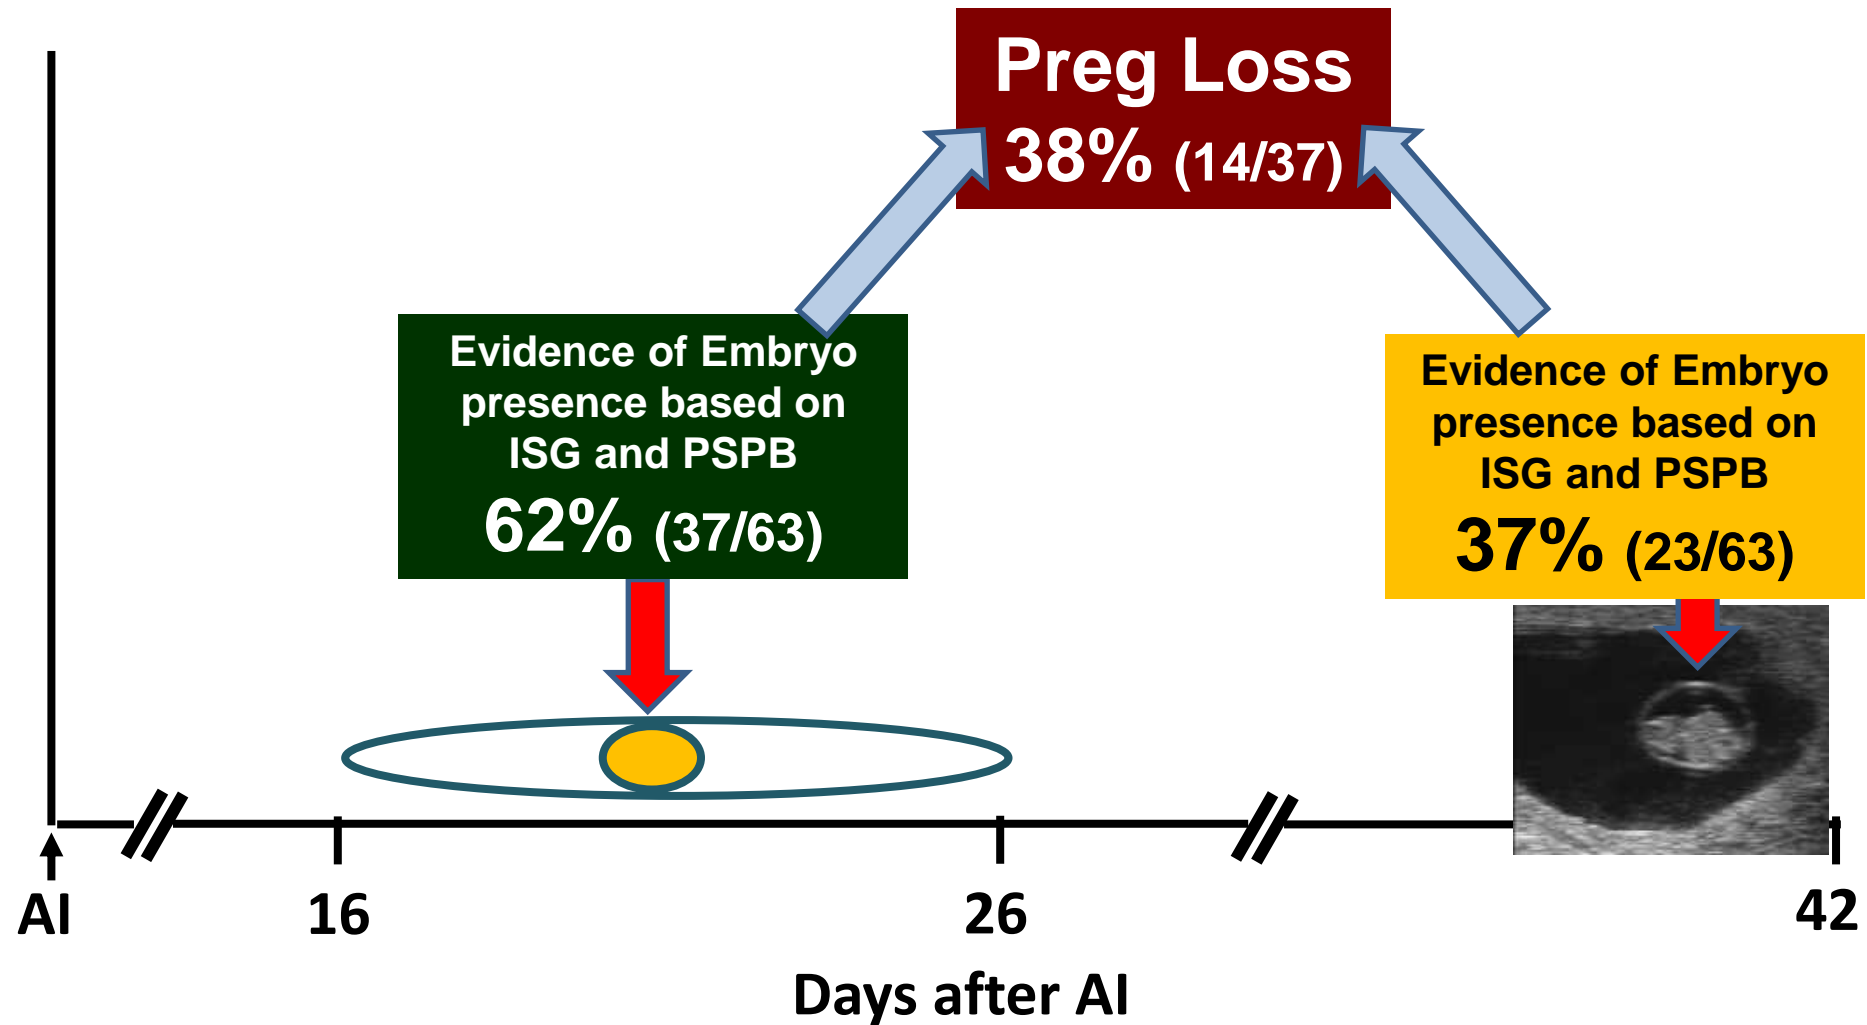 Preg Loss
38% (14/37)
Evidence of Embryo
presence based on
ISG and PSPB
62% (37/63)
Evidence of Embryo
presence based on
ISG and PSPB
37% (23/63)
AI
16
26
42
Days after AI